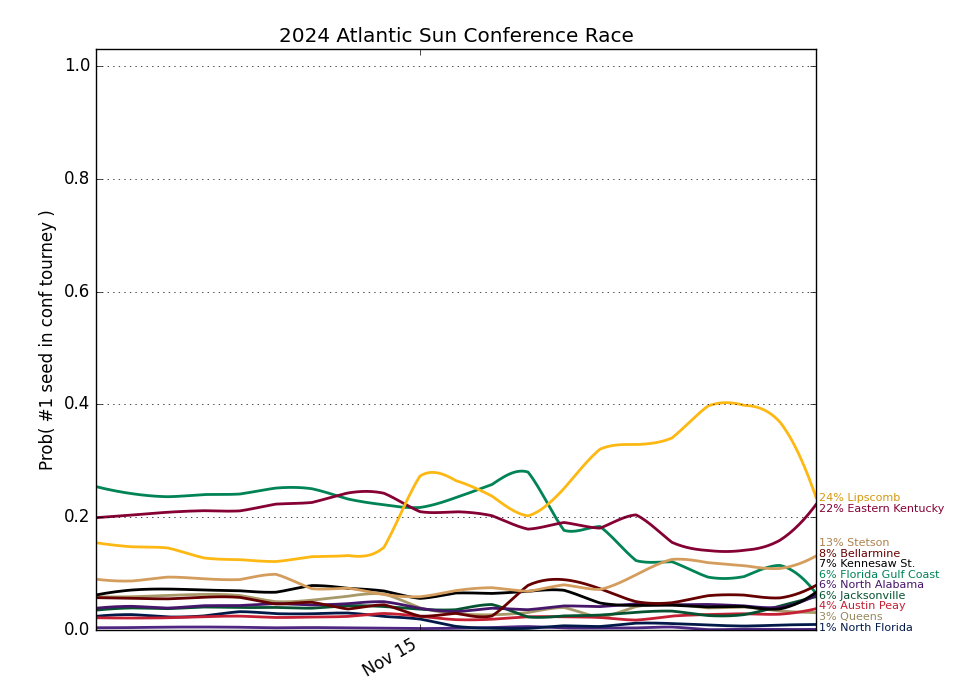 2024 Atlantic Sun Conference Race
Prob( #1 seed in conf tourney )
1.0
0.8
0.6
0.4
0.2
0.0
Nov 15
24% Lipscomb
22% Eastern Kentucky
13% Stetson
8% Bellarmine
7% Kennesaw St.
6% Florida Gulf Coast
6% North Alabama
6% Jacksonville
4% Austin Peay
3% Queens
1% North Florida